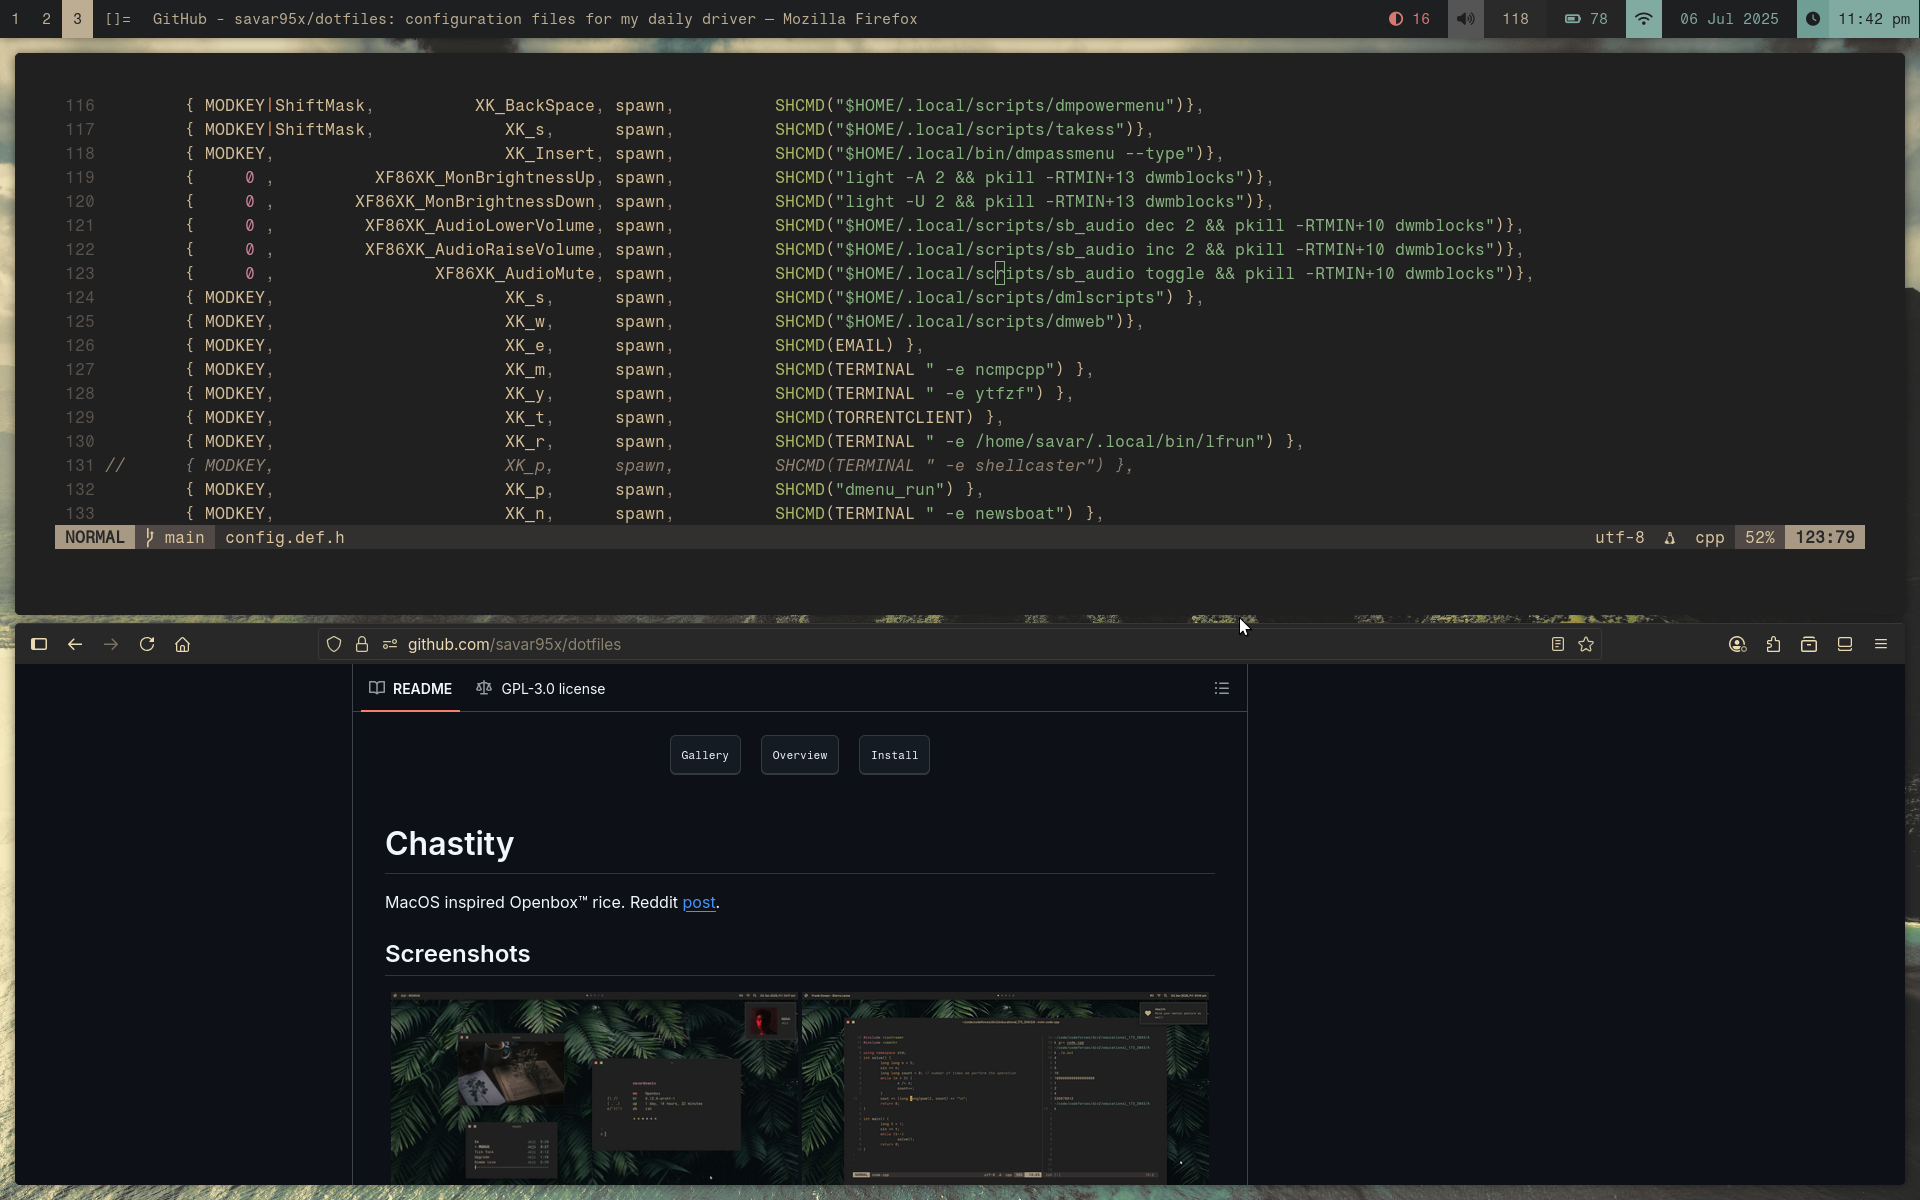 1 2 3 []= GitHub - savar95x/dotfiles: configuration files for my daily driver — Mozilla Firefox 16 118 78 06 Jul 2025 11:42 pm
116 { MODKEY|ShiftMask, XK_BackSpace, spawn, SHCMD("$HOME/.local/scripts/dmpowermenu")},
117 { MODKEY|ShiftMask, XK_s, spawn, SHCMD("$HOME/.local/scripts/takess")},
118 { MODKEY, XK_Insert, spawn, SHCMD("$HOME/.local/bin/dmpassmenu --type")},
119 { 0 , XF86XK_MonBrightnessUp, spawn, SHCMD("light -A 2 && pkill -RTMIN+13 dwmblocks")},
120 { 0 , XF86XK_MonBrightnessDown, spawn, SHCMD("light -U 2 && pkill -RTMIN+13 dwmblocks")},
121 { 0 , XF86XK_AudioLowerVolume, spawn, SHCMD("$HOME/.local/scripts/sb_audio dec 2 && pkill -RTMIN+10 dwmblocks")},
122 { 0 , XF86XK_AudioRaiseVolume, spawn, SHCMD("$HOME/.local/scripts/sb_audio inc 2 && pkill -RTMIN+10 dwmblocks")},
123 { 0 , XF86XK_AudioMute, spawn, SHCMD("$HOME/.local/scripts/sb_audio toggle && pkill -RTMIN+10 dwmblocks")},
124 { MODKEY, XK_s, spawn, SHCMD("$HOME/.local/scripts/dmlscripts") },
125 { MODKEY, XK_w, spawn, SHCMD("$HOME/.local/scripts/dmweb")},
126 { MODKEY, XK_e, spawn, SHCMD(EMAIL) },
127 { MODKEY, XK_m, spawn, SHCMD(TERMINAL " -e ncmpcpp") },
128 { MODKEY, XK_y, spawn, SHCMD(TERMINAL " -e ytfzf") },
129 { MODKEY, XK_t, spawn, SHCMD(TORRENTCLIENT) },
130 { MODKEY, XK_r, spawn, SHCMD(TERMINAL " -e /home/savar/.local/bin/lfrun") },
131 // { MODKEY, XK_p, spawn, SHCMD(TERMINAL " -e shellcaster") },
132 { MODKEY, XK_p, spawn, SHCMD("dmenu_run") },
133 { MODKEY, XK_n, spawn, SHCMD(TERMINAL " -e newsboat") },
NORMAL main config.def.h utf-8 cpp 52% 123:79
github.com/savar95x/dotfiles
README GPL-3.0 license
Gallery Overview Install
Chastity
MacOS inspired Openbox™ rice. Reddit post.
Screenshots